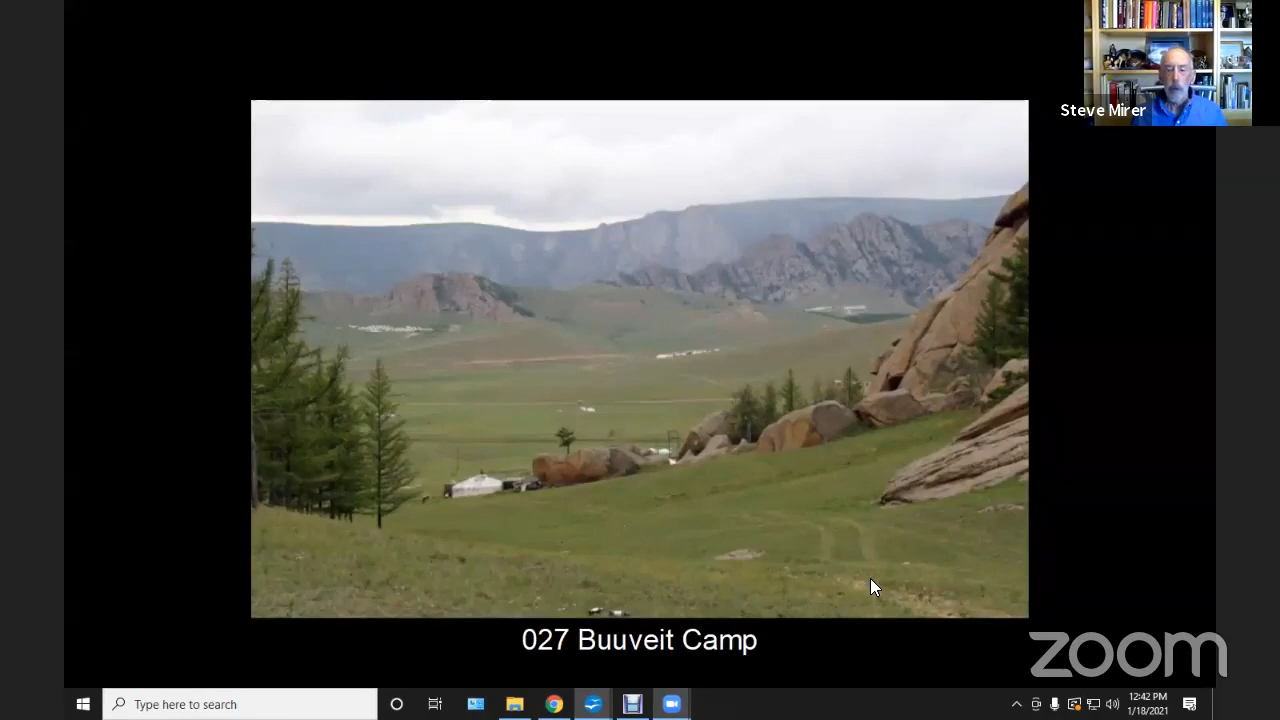 Steve Mirer
027 Buuveit Camp
zoom
Type here to search
12:42 PM
1/18/2021